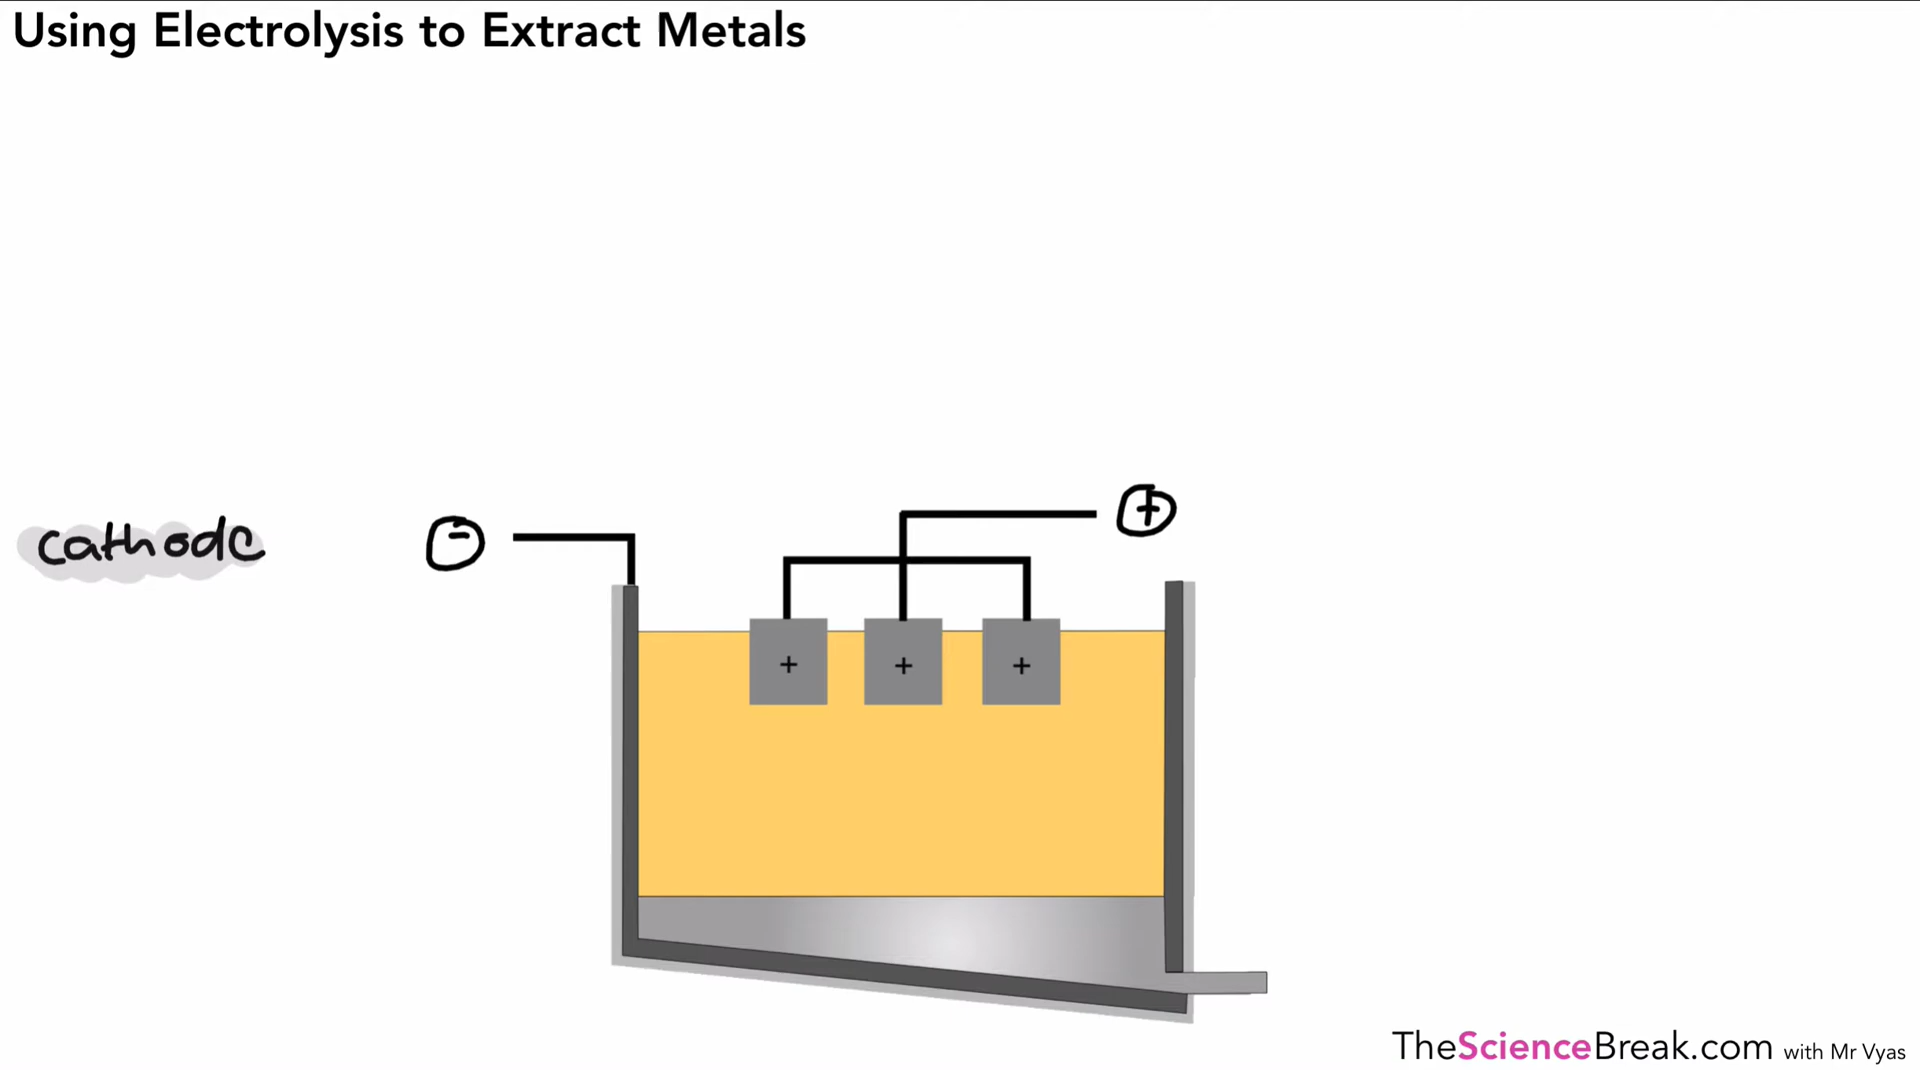 Using Electrolysis to Extract Metals
cathode
-
+
+ + +
TheScienceBreak.com with Mr Vyas